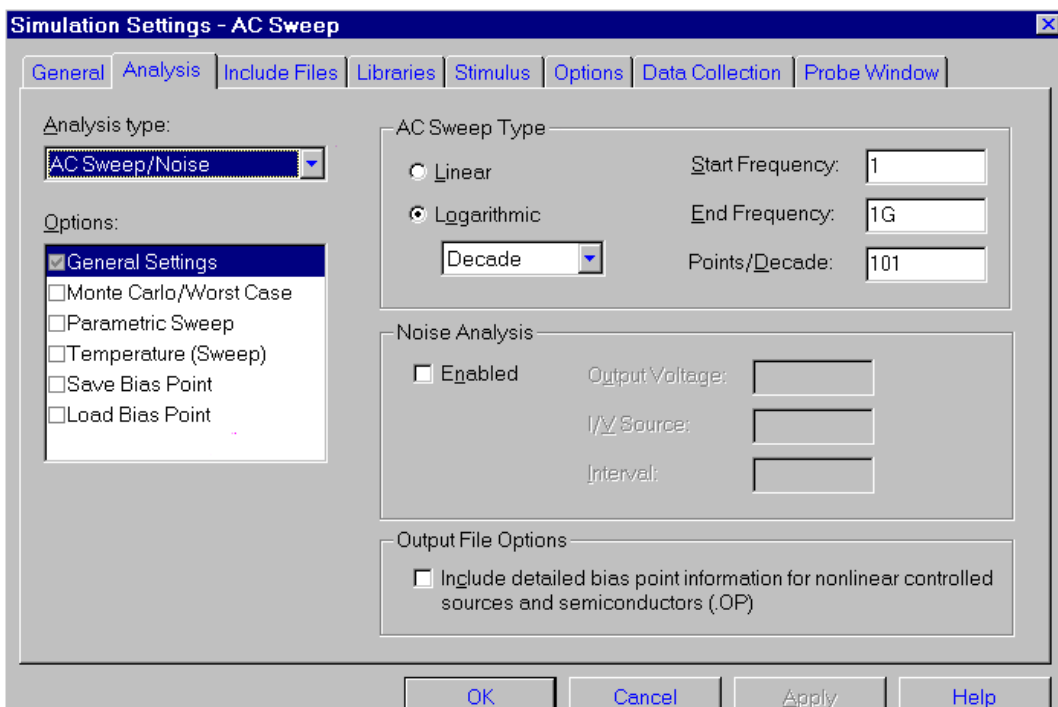 Simulation Settings - AC Sweep
General Analysis Include Files Libraries Stimulus Options Data Collection Probe Window
Analysis type:
AC Sweep/Noise
Options:
General Settings
Monte Carlo/Worst Case
Parametric Sweep
Temperature (Sweep)
Save Bias Point
Load Bias Point
AC Sweep Type
Linear
Logarithmic
Decade
Start Frequency: 1
End Frequency: 1G
Points/Decade: 101
Noise Analysis
Enabled
Output Voltage:
I/V Source:
Interval:
Output File Options
Include detailed bias point information for nonlinear controlled
sources and semiconductors (.OP)
OK Cancel Apply Help